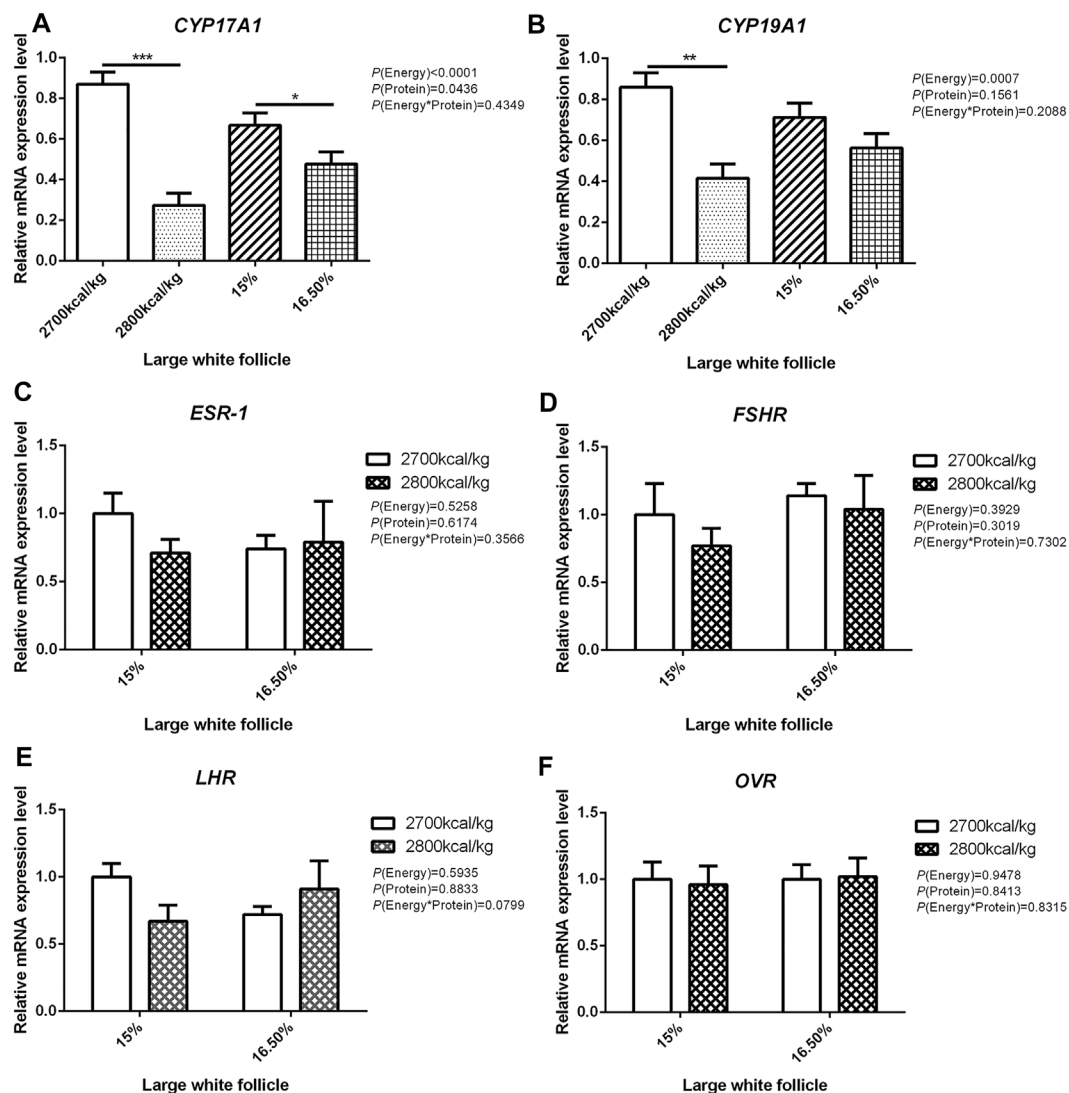 A
CYP17A1
Relative mRNA expression level
1.0
0.8
0.6
0.4
0.2
0.0
***
*
P(Energy)<0.0001
P(Protein)=0.0436
P(Energy*Protein)=0.4349
2700kcal/kg
2800kcal/kg
15%
16.50%
Large white follicle
B
CYP19A1
Relative mRNA expression level
1.0
0.8
0.6
0.4
0.2
0.0
**
P(Energy)=0.0007
P(Protein)=0.1561
P(Energy*Protein)=0.2088
2700kcal/kg
2800kcal/kg
15%
16.50%
Large white follicle
C
ESR-1
Relative mRNA expression level
1.5
1.0
0.5
0.0
2700kcal/kg
2800kcal/kg
P(Energy)=0.5258
P(Protein)=0.6174
P(Energy*Protein)=0.3566
15%
16.50%
Large white follicle
D
FSHR
Relative mRNA expression level
1.5
1.0
0.5
0.0
2700kcal/kg
2800kcal/kg
P(Energy)=0.3929
P(Protein)=0.3019
P(Energy*Protein)=0.7302
15%
16.50%
Large white follicle
E
LHR
Relative mRNA expression level
1.5
1.0
0.5
0.0
2700kcal/kg
2800kcal/kg
P(Energy)=0.5935
P(Protein)=0.8833
P(Energy*Protein)=0.0799
15%
16.50%
Large white follicle
F
OVR
Relative mRNA expression level
1.5
1.0
0.5
0.0
2700kcal/kg
2800kcal/kg
P(Energy)=0.9478
P(Protein)=0.8413
P(Energy*Protein)=0.8315
15%
16.50%
Large white follicle